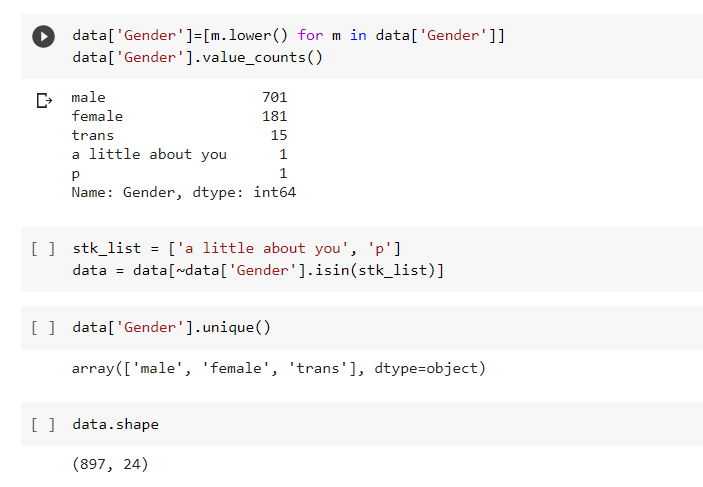 data['Gender']=[m.lower() for m in data['Gender']]
data['Gender'].value_counts()
male 701
female 181
trans 15
a little about you 1
p 1
Name: Gender, dtype: int64
[ ] stk_list = ['a little about you', 'p']
data = data[~data['Gender'].isin(stk_list)]
[ ] data['Gender'].unique()
array(['male', 'female', 'trans'], dtype=object)
[ ] data.shape
(897, 24)